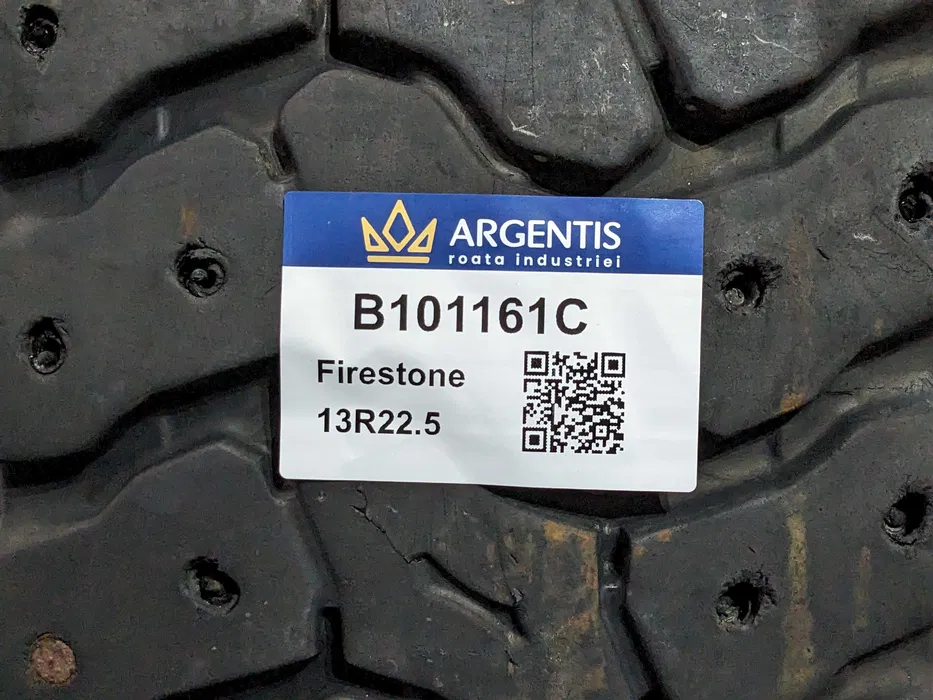 ARGENTIS
roata industriei
B101161C
Firestone
13R22.5